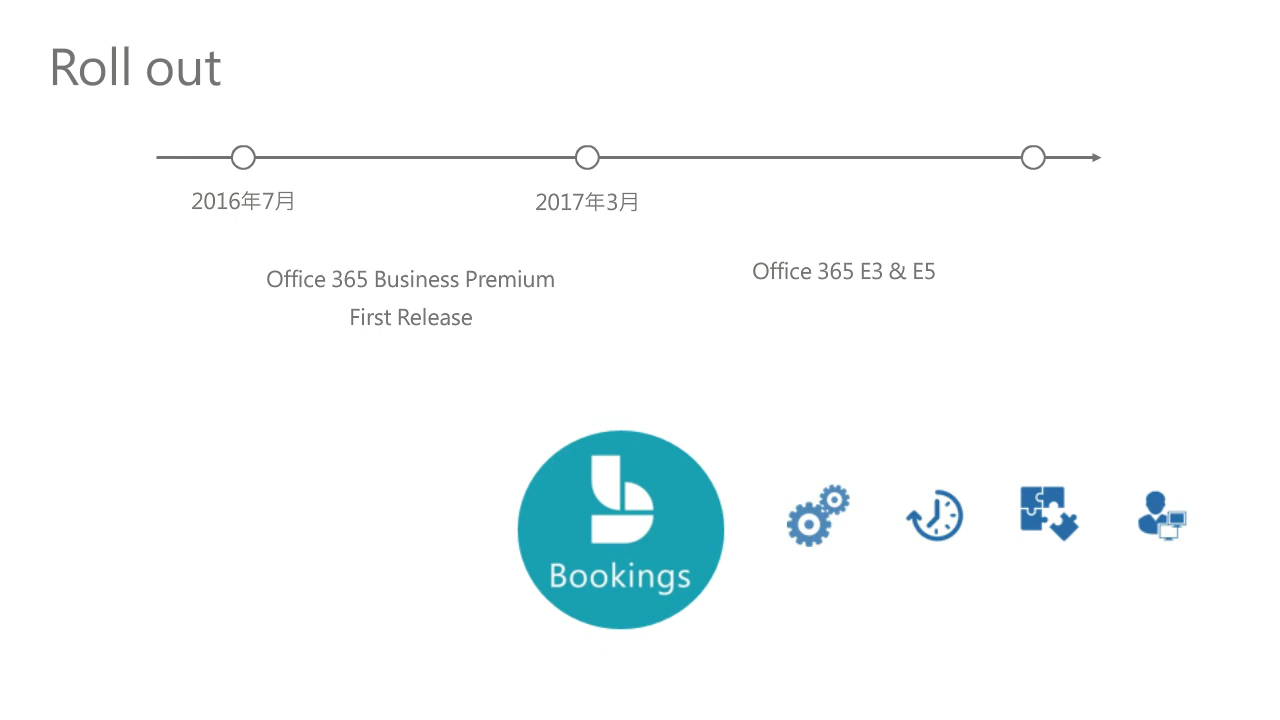 Roll out
2016年7月
2017年3月
Office 365 Business Premium
First Release
Office 365 E3 & E5
Bookings